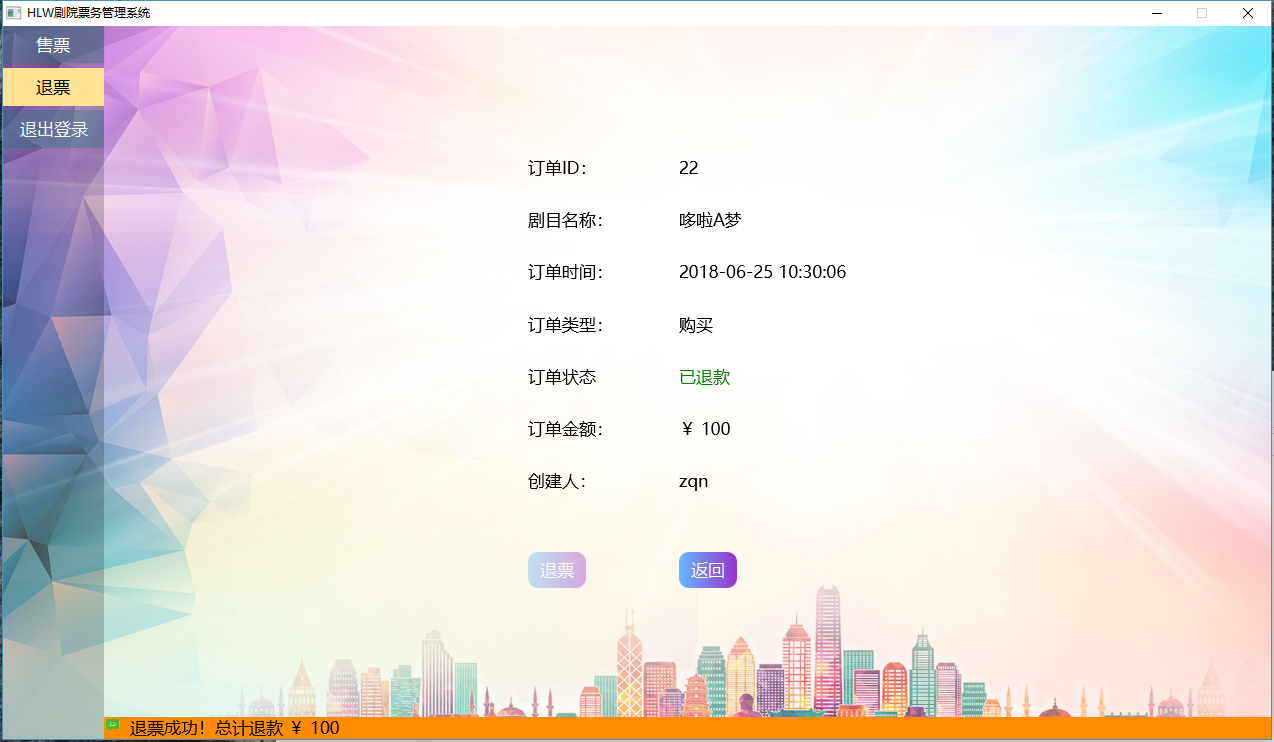 HLW剧院票务管理系统
售票
退票
退出登录
订单ID： 22
剧目名称： 哆啦A梦
订单时间： 2018-06-25 10:30:06
订单类型： 购买
订单状态 已退款
订单金额： ￥ 100
创建人： zqn
退票 返回
退票成功！总计退款 ￥ 100